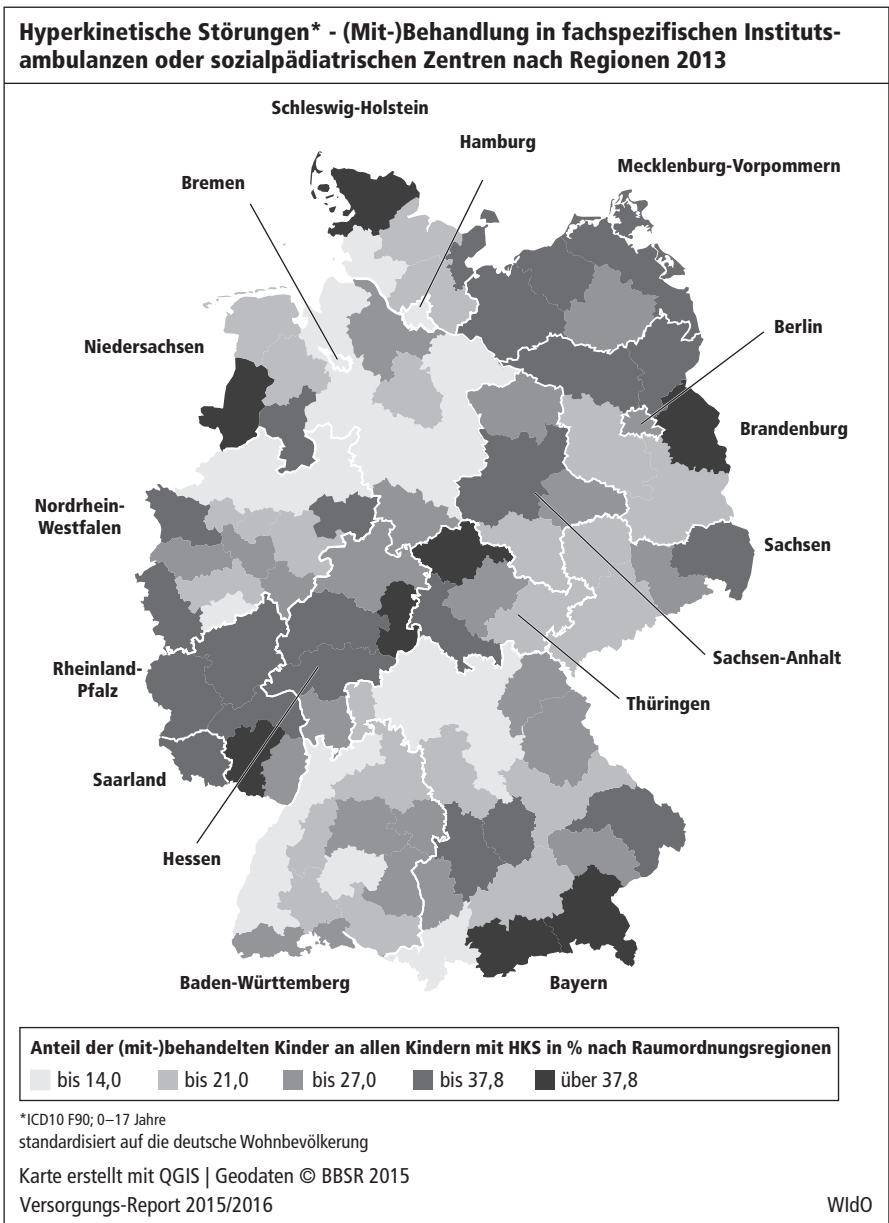 Hyperkinetische Störungen* - (Mit-)Behandlung in fachspezifischen Instituts-
ambulanzen oder sozialpädiatrischen Zentren nach Regionen 2013
Schleswig-Holstein
Hamburg
Mecklenburg-Vorpommern
Bremen
Berlin
Niedersachsen
Brandenburg
Nordrhein-
Westfalen
Sachsen
Sachsen-Anhalt
Rheinland-
Pfalz
Thüringen
Saarland
Hessen
Baden-Württemberg
Bayern
Anteil der (mit-)behandelten Kinder an allen Kindern mit HKS in % nach Raumordnungsregionen
bis 14,0 bis 21,0 bis 27,0 bis 37,8 über 37,8
*ICD10 F90; 0–17 Jahre
standardisiert auf die deutsche Wohnbevölkerung
Karte erstellt mit QGIS | Geodaten © BBSR 2015
Versorgungs-Report 2015/2016 WIdO